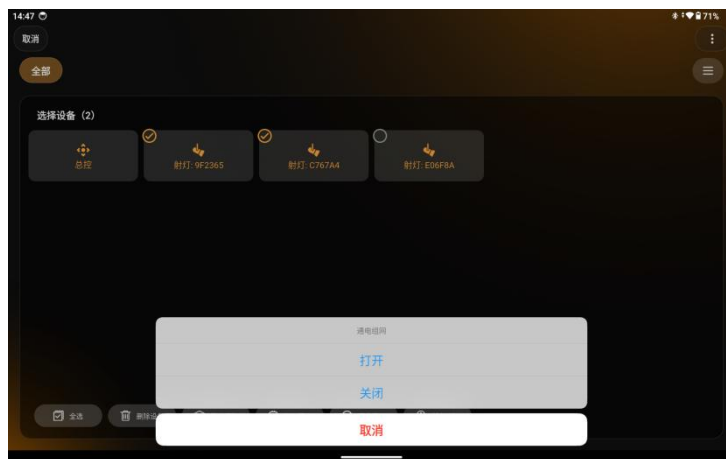 14:47
71%
取消
全部
选择设备（2）
总控
射灯: 9F2365
射灯: C767A4
射灯: E06F8A
通电组网
打开
关闭
全选
删除设
取消